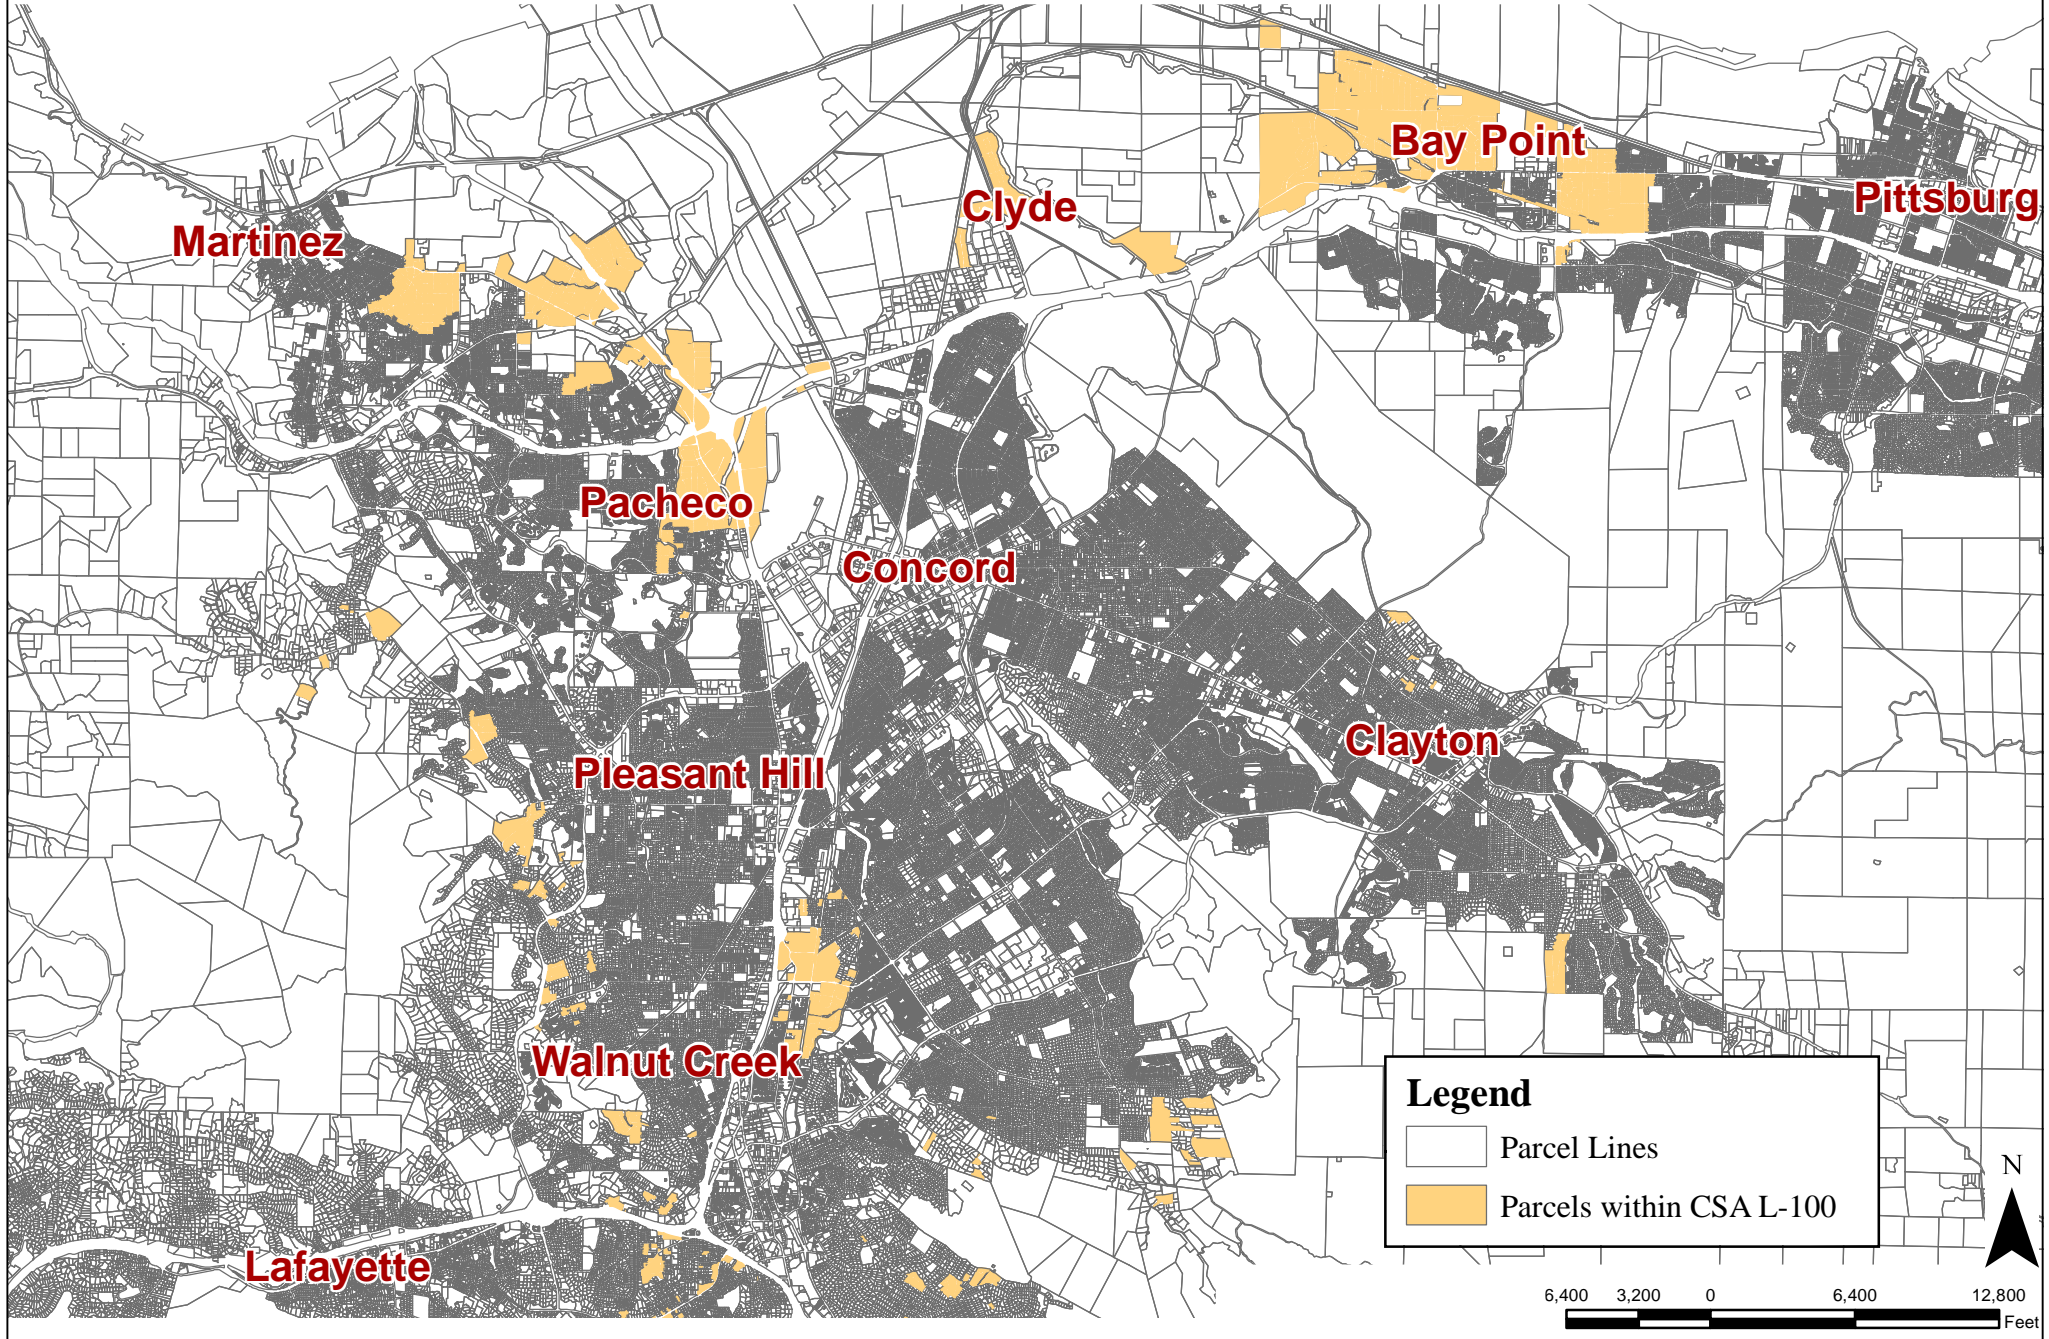 Bay Point
Pittsburg
Clyde
Martinez
Pacheco
Concord
Clayton
Pleasant Hill
Walnut Creek
Lafayette
Legend
Parcel Lines
Parcels within CSA L-100
N
6,400 3,200 0 6,400 12,800
Feet